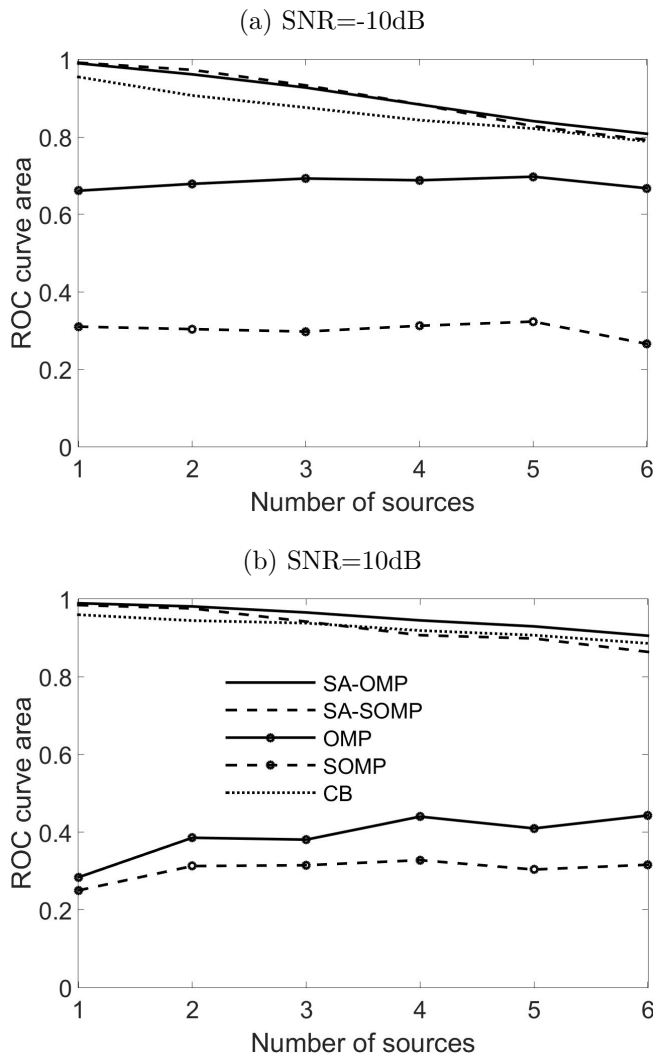 (a) SNR=-10dB
1
0.8
0.6
0.4
0.2
0
ROC curve area
1 2 3 4 5 6
Number of sources
(b) SNR=10dB
1
0.8
0.6
0.4
0.2
0
ROC curve area
SA-OMP
SA-SOMP
OMP
SOMP
CB
1 2 3 4 5 6
Number of sources